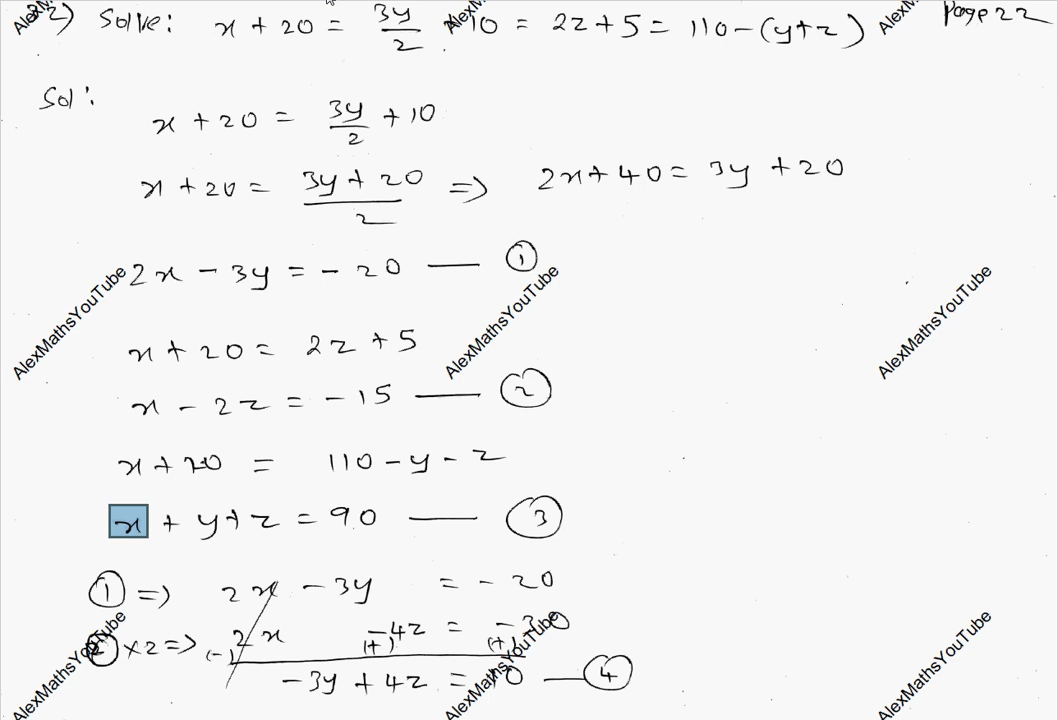 2) Solve: x + 20 = 3y/2 + 10 = 2z + 5 = 110 - (y + z) Page 22
Sol:
x + 20 = 3y/2 + 10
x + 20 = (3y + 20)/2 => 2x + 40 = 3y + 20
2x - 3y = - 20 — ①
x + 20 = 2z + 5
x - 2z = - 15 — ②
x + 20 = 110 - y - z
x + y + z = 90 — ③
① => 2x - 3y = - 20
② x 2 => (-) 2x (+) - 4z = (+) - 30
- 3y + 4z = 10 — ④
AlexMathsYouTube
AlexMathsYouTube
AlexMathsYouTube
AlexMathsYouTube
AlexMathsYouTube
AlexMathsYouTube